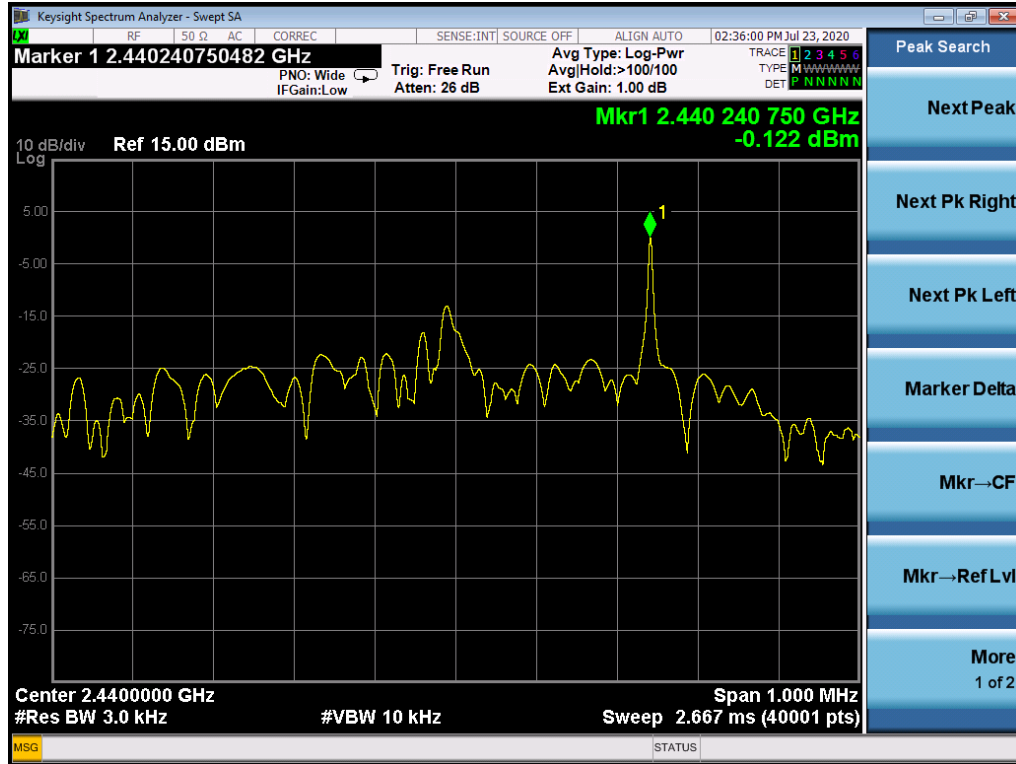 Keysight Spectrum Analyzer - Swept SA
LXI RF 50 Ω AC CORREC SENSE:INT SOURCE OFF ALIGN AUTO 02:36:00 PM Jul 23, 2020
Marker 1 2.440240750482 GHz
PNO: Wide
IFGain:Low
Trig: Free Run
Atten: 26 dB
Avg Type: Log-Pwr
Avg|Hold:>100/100
Ext Gain: 1.00 dB
TRACE 1 2 3 4 5 6
TYPE M WWWWW
DET P N N N N N
Mkr1 2.440 240 750 GHz
-0.122 dBm
10 dB/div Ref 15.00 dBm
Log
1
5.00
-5.00
-15.0
-25.0
-35.0
-45.0
-55.0
-65.0
-75.0
Center 2.4400000 GHz Span 1.000 MHz
#Res BW 3.0 kHz #VBW 10 kHz Sweep 2.667 ms (40001 pts)
MSG STATUS
Peak Search
Next Peak
Next Pk Right
Next Pk Left
Marker Delta
Mkr→CF
Mkr→Ref Lvl
More
1 of 2